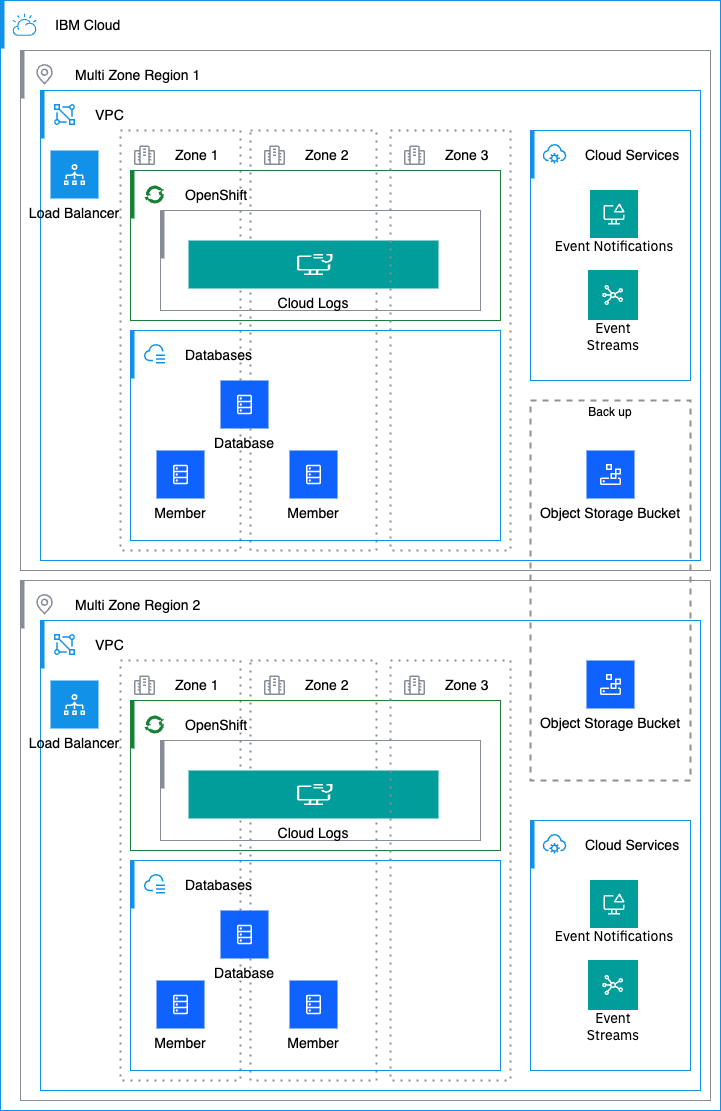 IBM Cloud
Multi Zone Region 1
VPC
Zone 1
Zone 2
Zone 3
Cloud Services
Load Balancer
OpenShift
Event Notifications
Cloud Logs
Event
Streams
Databases
Back up
Database
Member
Member
Object Storage Bucket
Multi Zone Region 2
VPC
Zone 1
Zone 2
Zone 3
Load Balancer
OpenShift
Object Storage Bucket
Cloud Logs
Cloud Services
Databases
Event Notifications
Database
Event
Streams
Member
Member